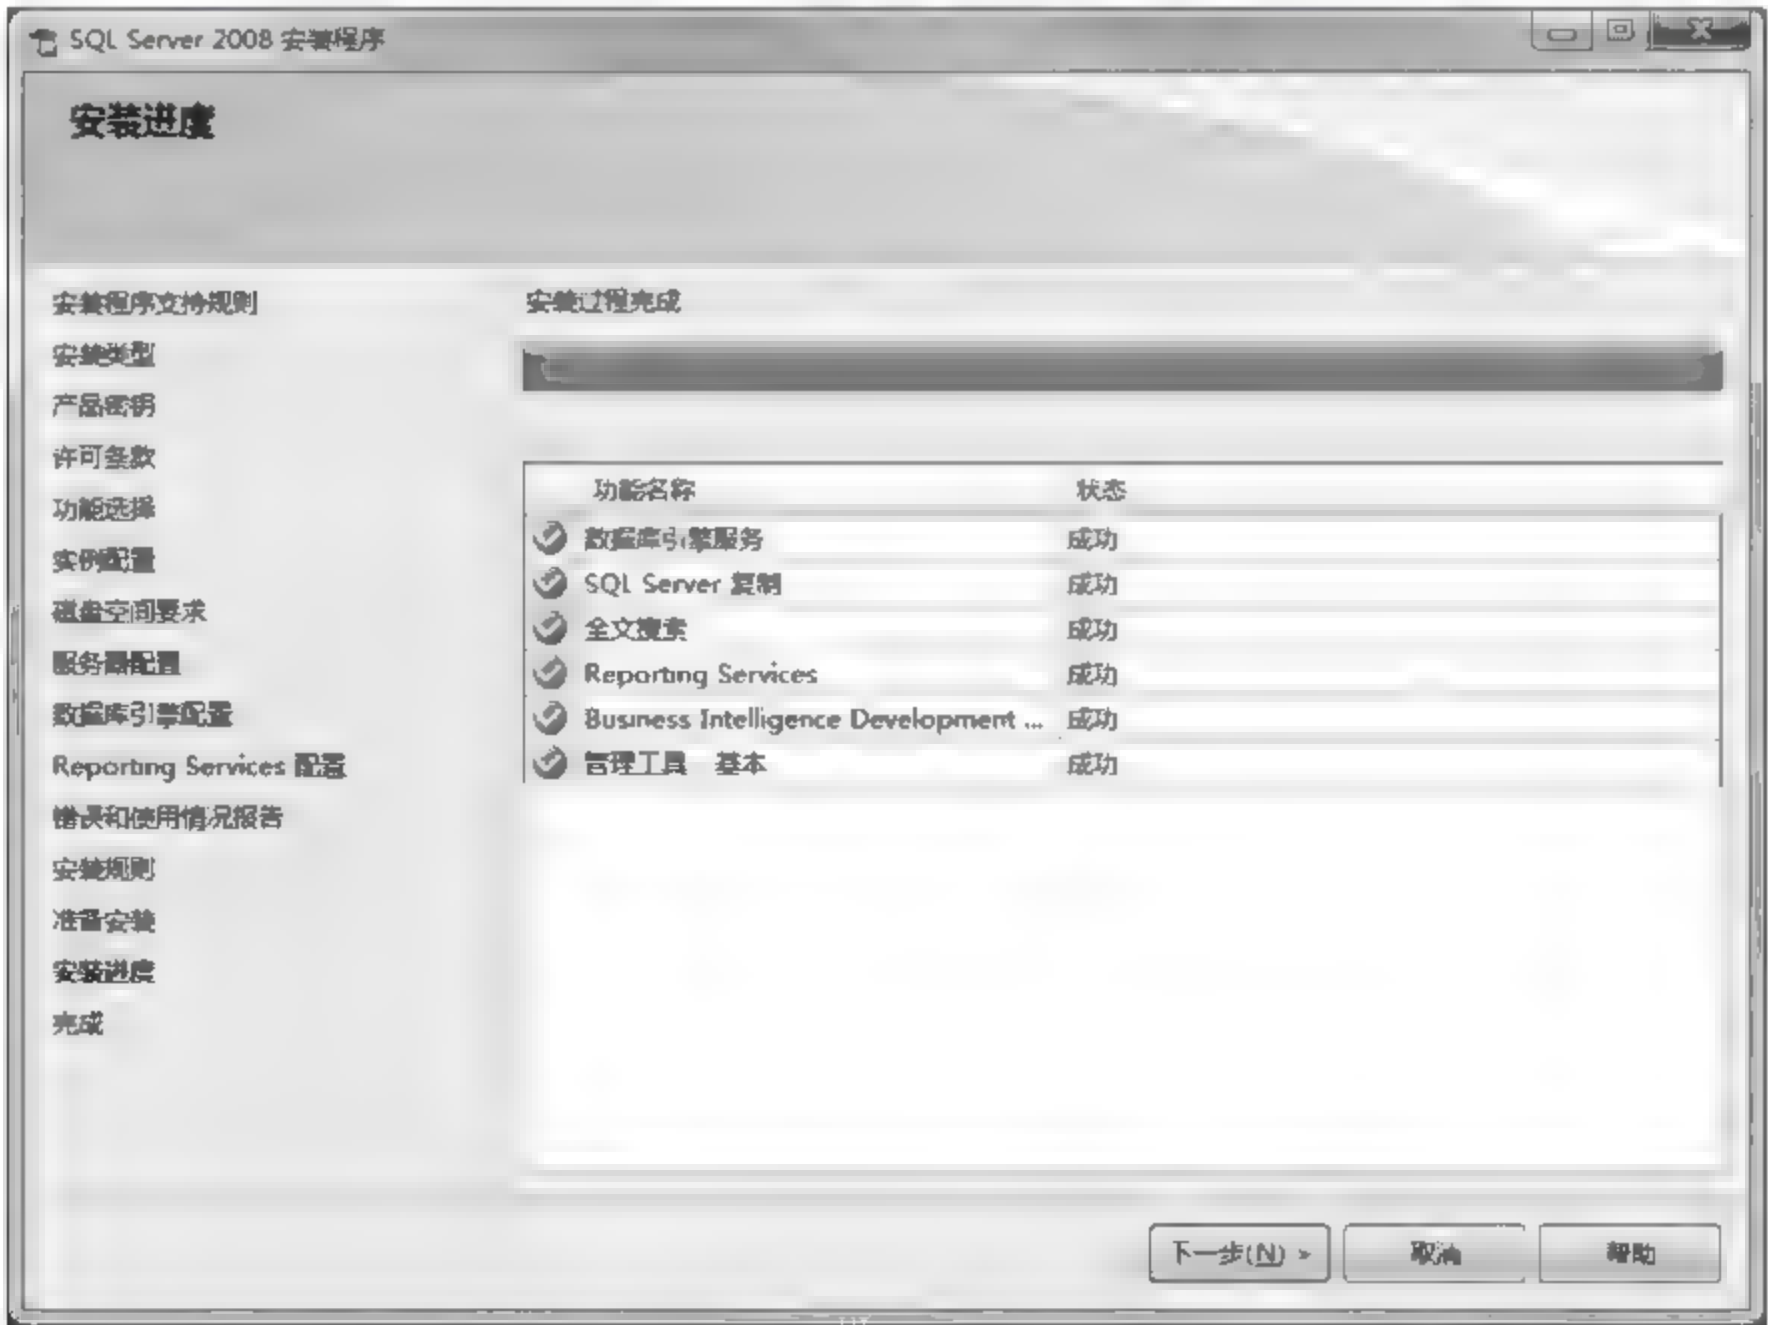 SQL Server 2008 安装程序
安装进度
安装程序支持规则
安装类型
产品密钥
许可条款
功能选择
实例配置
磁盘空间要求
服务器配置
数据库引擎配置
Reporting Services 配置
错误和使用情况报告
安装规则
准备安装
安装进度
完成
安装过程完成
功能名称 状态
数据库引擎服务 成功
SQL Server 复制 成功
全文搜索 成功
Reporting Services 成功
Business Intelligence Development ... 成功
管理工具 基本 成功
下一步(N) > 取消 帮助